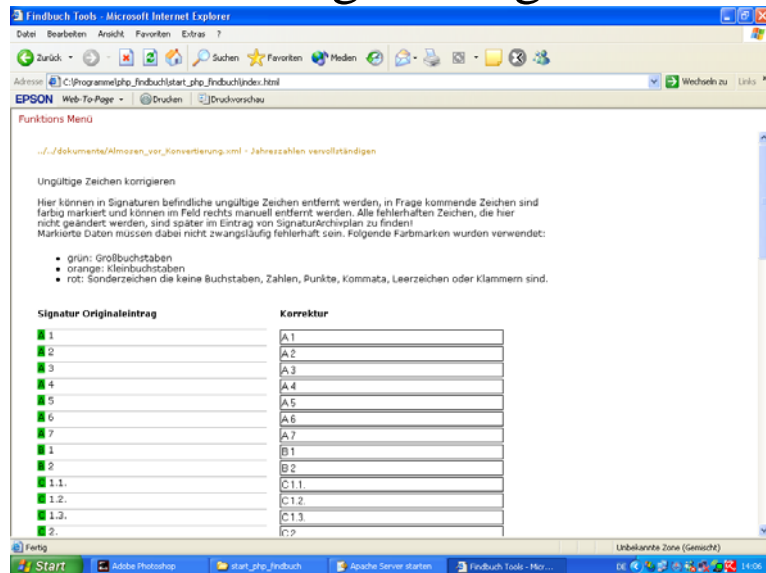 Findbuch Tools - Microsoft Internet Explorer
Datei Bearbeiten Ansicht Favoriten Extras ?
Zurück Suchen Favoriten Medien
Adresse C:\Programme\php_findbuch\start_php_findbuch\index.html Wechseln zu Links
EPSON Web-To-Page Drucken Druckvorschau
Funktions Menü
../../dokumente/Almosen_vor_Konvertierung.xml - Jahreszahlen vervollständigen
Ungültige Zeichen korrigieren
Hier können in Signaturen befindliche ungültige Zeichen entfernt werden, in Frage kommende Zeichen sind
farbig markiert und können im Feld rechts manuell entfernt werden. Alle fehlerhaften Zeichen, die hier
nicht geändert werden, sind später im Eintrag von SignaturArchivplan zu finden!
Markierte Daten müssen dabei nicht zwangsläufig fehlerhaft sein. Folgende Farbmarken wurden verwendet:
• grün: Großbuchstaben
• orange: Kleinbuchstaben
• rot: Sonderzeichen die keine Buchstaben, Zahlen, Punkte, Kommata, Leerzeichen oder Klammern sind.
Signatur Originaleintrag Korrektur
A 1 A 1
A 2 A 2
A 3 A 3
A 4 A 4
A 5 A 5
A 6 A 6
A 7 A 7
B 1 B 1
B 2 B 2
C 1.1. C 1.1.
C 1.2. C 1.2.
C 1.3. C 1.3.
C 2. C 2.
Fertig Unbekannte Zone (Gemischt)
Start Adobe Photoshop start_php_findbuch Apache Server starten Findbuch Tools - Micr... DE 14:06